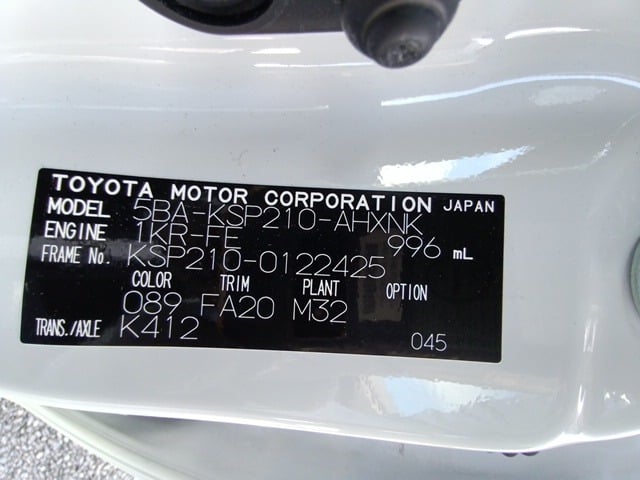 TOYOTA MOTOR CORPORATION JAPAN
MODEL 5BA-KSP210-AHXNK
ENGINE 1KR-FE 996 mL
FRAME No. KSP210-0122425
COLOR TRIM PLANT OPTION
089 FA20 M32
TRANS./AXLE K412 045